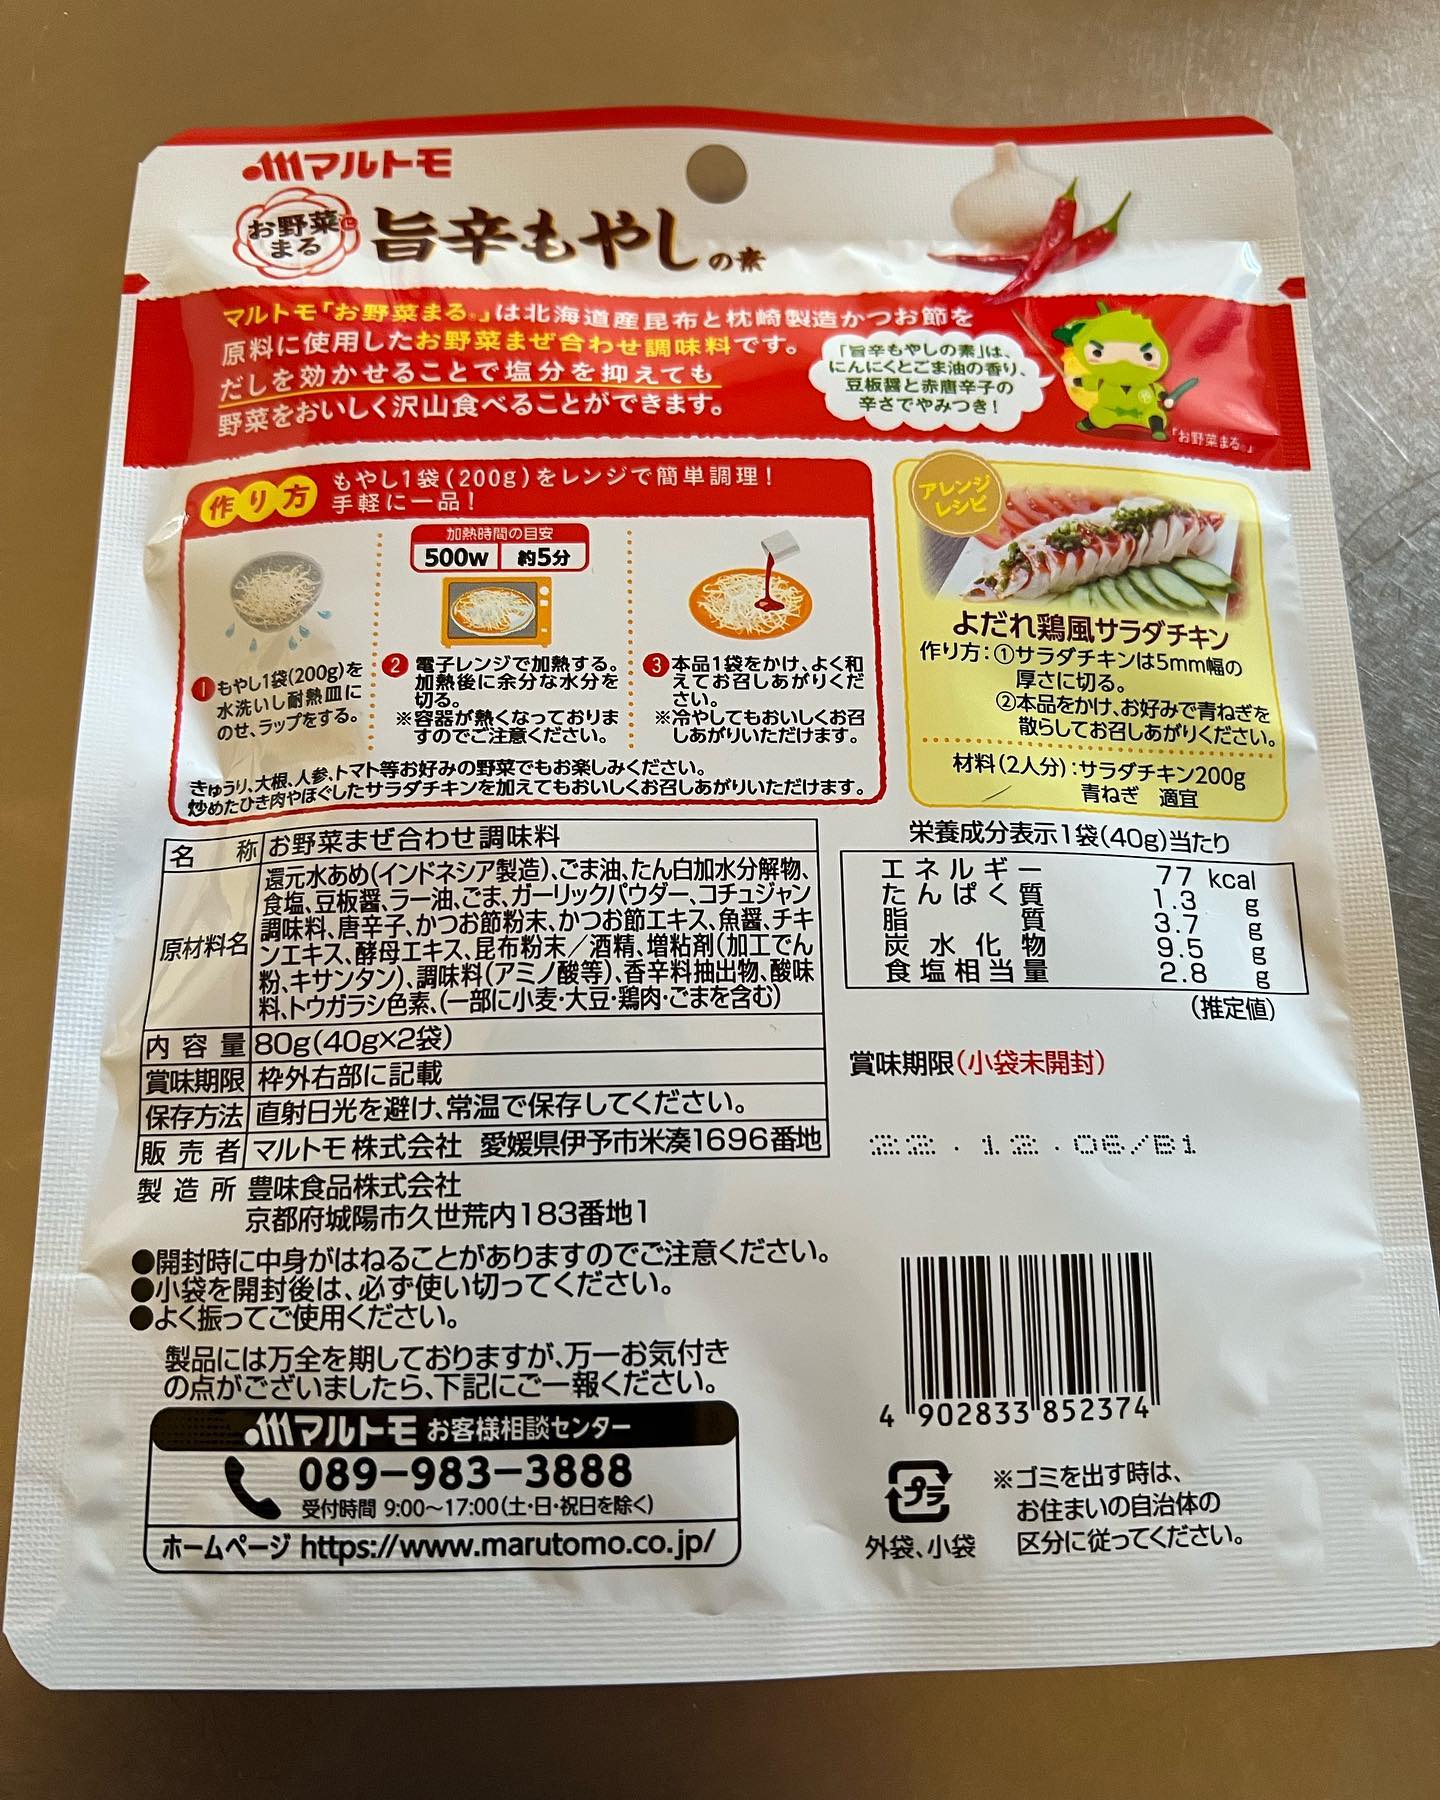 マルトモ
お野菜に
まる
旨辛もやしの素
マルトモ「お野菜まる。」は北海道産昆布と枕崎製造かつお節を
原料に使用したお野菜まぜ合わせ調味料です。
だしを効かせることで塩分を抑えても
野菜をおいしく沢山食べることができます。
「旨辛もやしの素」は、
にんにくとごま油の香り、
豆板醤と赤唐辛子の
辛さでやみつき!
「お野菜まる。」
作り方
もやし1袋(200g)をレンジで簡単調理!
手軽に一品!
加熱時間の目安
500w 約5分
1 もやし1袋(200g)を
水洗いし耐熱皿に
のせ、ラップをする。
2 電子レンジで加熱する。
加熱後に余分な水分を
切る。
※容器が熱くなっておりま
すのでご注意ください。
3 本品1袋をかけ、よく和
えてお召しあがりくだ
さい。
※冷やしてもおいしくお召
しあがりいただけます。
きゅうり、大根、人参、トマト等お好みの野菜でもお楽しみください。
炒めたひき肉やほぐしたサラダチキンを加えてもおいしくお召しあがりいただけます。
アレンジ
レシピ
よだれ鶏風サラダチキン
作り方:①サラダチキンは5mm幅の
厚さに切る。
②本品をかけ、お好みで青ねぎを
散らしてお召しあがりください。
材料(2人分):サラダチキン200g
青ねぎ 適宜
名称 お野菜まぜ合わせ調味料
原材料名
還元水あめ(インドネシア製造)、ごま油、たん白加水分解物、
食塩、豆板醤、ラー油、ごま、ガーリックパウダー、コチュジャン
調味料、唐辛子、かつお節粉末、かつお節エキス、魚醤、チキ
ンエキス、酵母エキス、昆布粉末/酒精、増粘剤(加工でん
粉、キサンタン)、調味料(アミノ酸等)、香辛料抽出物、酸味
料、トウガラシ色素、(一部に小麦・大豆・鶏肉・ごまを含む)
内容量 80g(40g×2袋)
賞味期限 枠外右部に記載
保存方法 直射日光を避け、常温で保存してください。
販売者 マルトモ株式会社 愛媛県伊予市米湊1696番地
製造所 豊味食品株式会社
京都府城陽市久世荒内183番地1
栄養成分表示1袋(40g)当たり
エネルギー 77 kcal
たんぱく質 1.3 g
脂質 3.7 g
炭水化物 9.5 g
食塩相当量 2.8 g
(推定値)
賞味期限(小袋未開封)
22.12.06/B1
●開封時に中身がはねることがありますのでご注意ください。
●小袋を開封後は、必ず使い切ってください。
●よく振ってご使用ください。
製品には万全を期しておりますが、万一お気付き
の点がございましたら、下記にご一報ください。
マルトモ お客様相談センター
089-983-3888
受付時間 9:00~17:00(土・日・祝日を除く)
ホームページ https://www.marutomo.co.jp/
4 902833 852374
プラ
外袋、小袋
※ゴミを出す時は、
お住まいの自治体の
区分に従ってください。